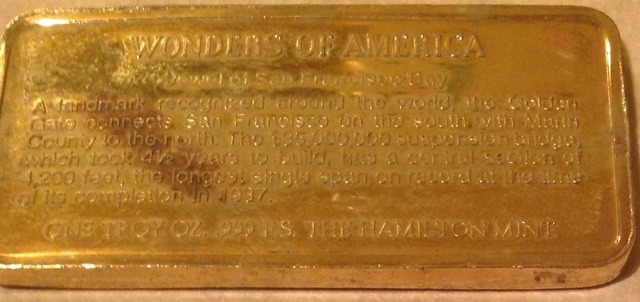 WONDERS OF AMERICA
Jewel of San Francisco Bay
A landmark recognized around the world, the Golden
Gate connects San Francisco on the south, with Marin
County to the north. The $35,000,000 suspension bridge,
which took 4½ years to build, has a central section of
4,200 feet, the longest single span on record at the time
of its completion in 1937.
ONE TROY OZ. .999 F.S. THE HAMILTON MINT